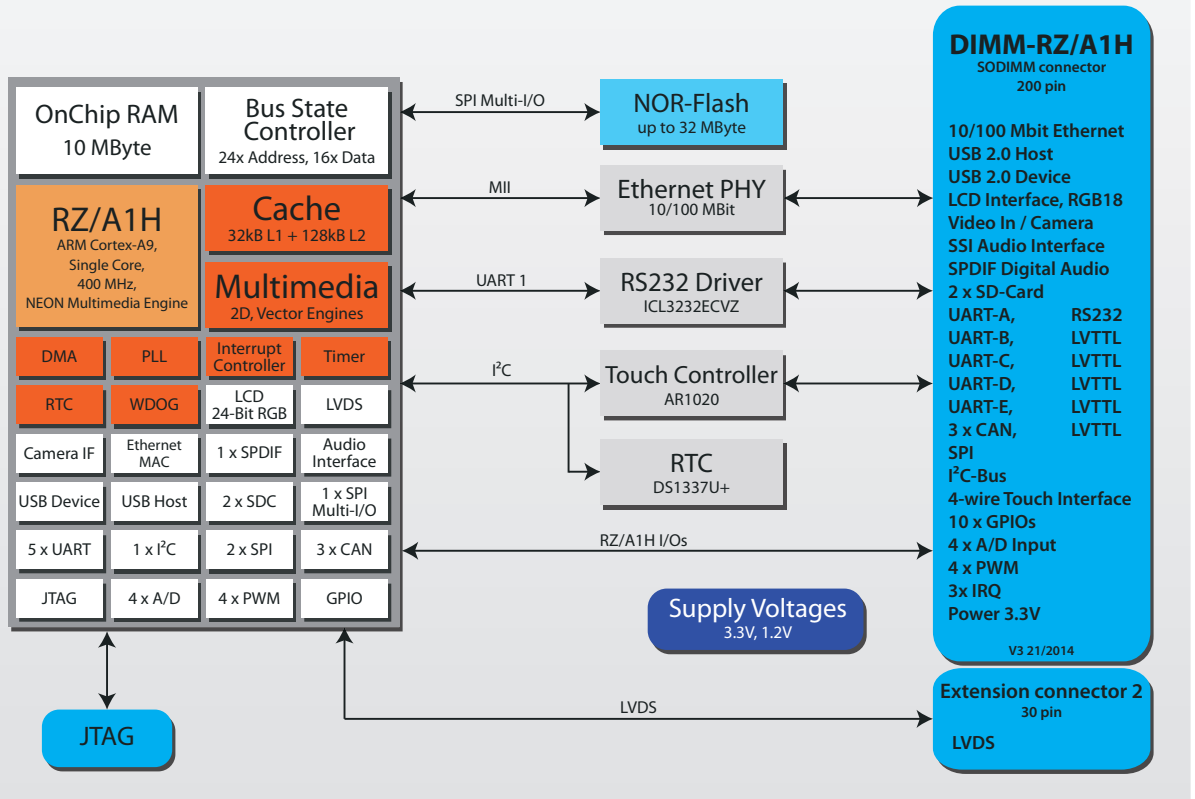 OnChip RAM
10 MByte
Bus State
Controller
24x Address, 16x Data
RZ/A1H
ARM Cortex-A9,
Single Core,
400 MHz,
NEON Multimedia Engine
Cache
32kB L1 + 128kB L2
Multimedia
2D, Vector Engines
DMA
PLL
Interrupt
Controller
Timer
RTC
WDOG
LCD
24-Bit RGB
LVDS
Camera IF
Ethernet
MAC
1 x SPDIF
Audio
Interface
USB Device
USB Host
2 x SDC
1 x SPI
Multi-I/O
5 x UART
1 x I²C
2 x SPI
3 x CAN
JTAG
4 x A/D
4 x PWM
GPIO
JTAG
SPI Multi-I/O
MII
UART 1
I²C
RZ/A1H I/Os
LVDS
NOR-Flash
up to 32 MByte
Ethernet PHY
10/100 MBit
RS232 Driver
ICL3232ECVZ
Touch Controller
AR1020
RTC
DS1337U+
Supply Voltages
3.3V, 1.2V
DIMM-RZ/A1H
SODIMM connector
200 pin
10/100 Mbit Ethernet
USB 2.0 Host
USB 2.0 Device
LCD Interface, RGB18
Video In / Camera
SSI Audio Interface
SPDIF Digital Audio
2 x SD-Card
UART-A, RS232
UART-B, LVTTL
UART-C, LVTTL
UART-D, LVTTL
UART-E, LVTTL
3 x CAN, LVTTL
SPI
I²C-Bus
4-wire Touch Interface
10 x GPIOs
4 x A/D Input
4 x PWM
3x IRQ
Power 3.3V
V3 21/2014
Extension connector 2
30 pin
LVDS